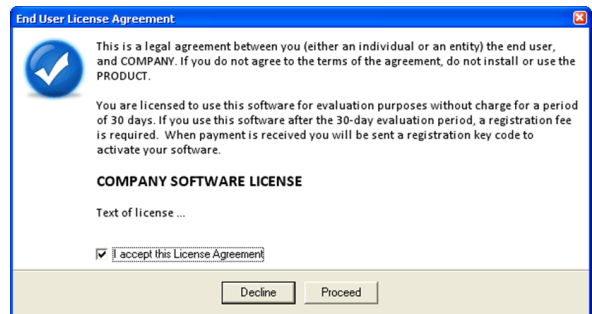 End User License Agreement
This is a legal agreement between you (either an individual or an entity) the end user,
and COMPANY. If you do not agree to the terms of the agreement, do not install or use the
PRODUCT.
You are licensed to use this software for evaluation purposes without charge for a period
of 30 days. If you use this software after the 30-day evaluation period, a registration fee
is required.  When payment is received you will be sent a registration key code to
activate your software.
COMPANY SOFTWARE LICENSE
Text of license ...
I accept this License Agreement
Decline
Proceed